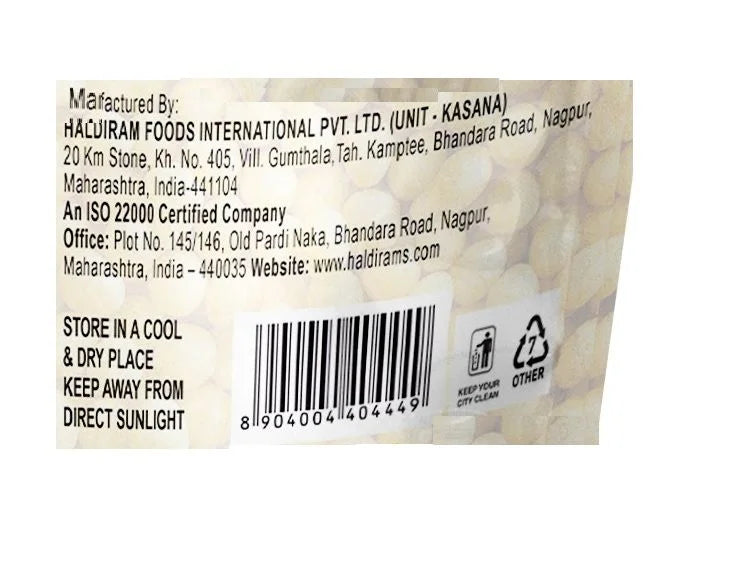 Marfactured By:
HALDIRAM FOODS INTERNATIONAL PVT. LTD. (UNIT - KASANA)
20 Km Stone, Kh. No. 405, Vill. Gumthala, Tah. Kamptee, Bhandara Road, Nagpur,
Maharashtra, India-441104
An ISO 22000 Certified Company
Office: Plot No. 145/146, Old Pardi Naka, Bhandara Road, Nagpur,
Maharashtra, India – 440035 Website: www.haldirams.com
STORE IN A COOL
& DRY PLACE
KEEP AWAY FROM
DIRECT SUNLIGHT
8 904004 404449
KEEP YOUR
CITY CLEAN
7
OTHER